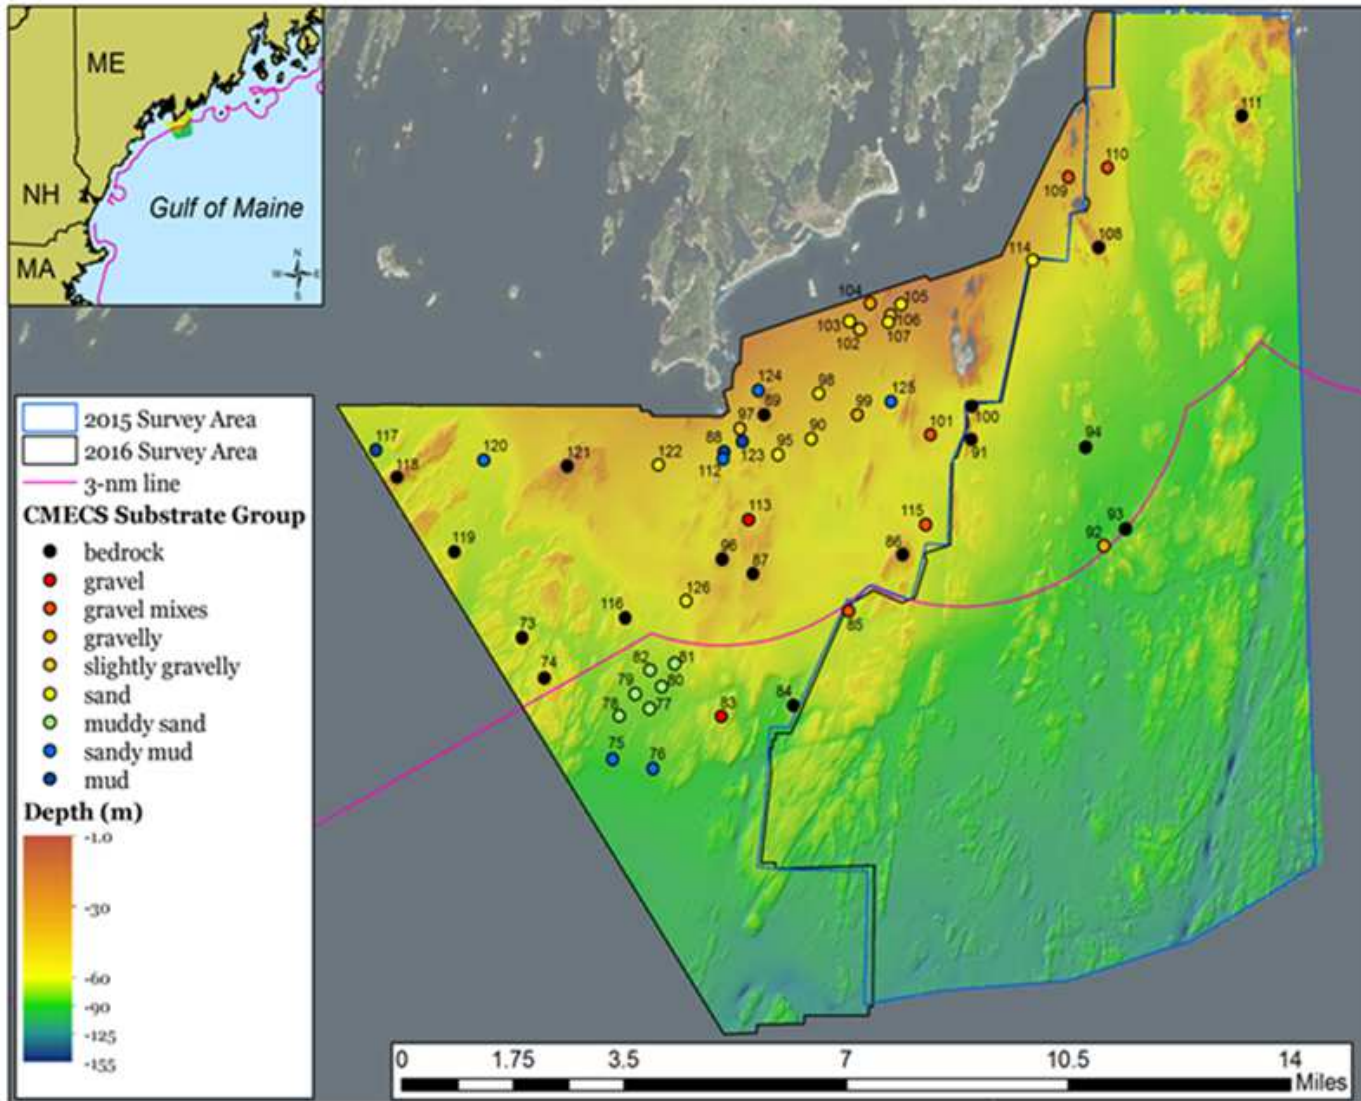 ME
NH
MA
Gulf of Maine
N
W
E
S
111
110
109
108
114
104
105
103
106
102
107
124
98
89
125
99
97
100
101
90
88
95
91
94
117
120
121
122
112
123
118
113
115
93
119
96
86
92
87
126
116
85
73
81
82
74
80
79
77
78
83
84
75
76
2015 Survey Area
2016 Survey Area
3-nm line
CMECS Substrate Group
bedrock
gravel
gravel mixes
gravelly
slightly gravelly
sand
muddy sand
sandy mud
mud
Depth (m)
-1.0
-30
-60
-90
-125
-155
0 1.75 3.5 7 10.5 14
Miles